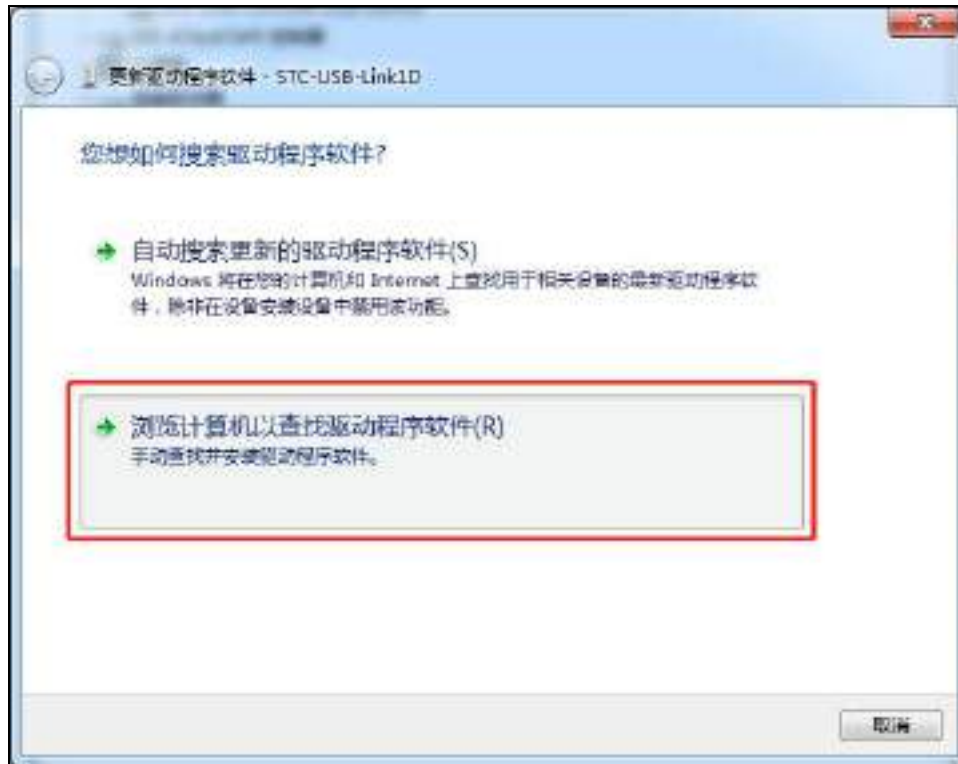 更新驱动程序软件 - STC-USB-Link1D
您想如何搜索驱动程序软件?
自动搜索更新的驱动程序软件(S)
Windows 将在您的计算机和 Internet 上查找用于相关设备的最新驱动程序软
件，除非在设备安装设置中禁用该功能。
浏览计算机以查找驱动程序软件(R)
手动查找并安装驱动程序软件。
取消